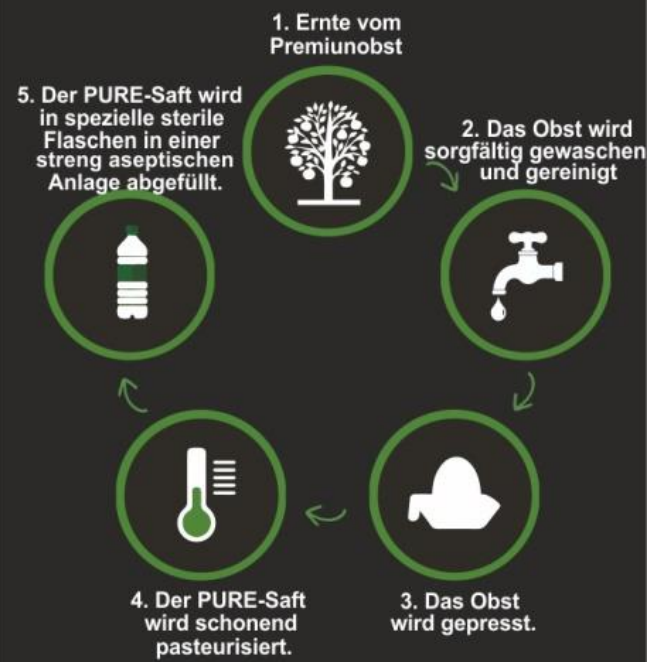 1. Ernte vom
Premiunobst
2. Das Obst wird
sorgfältig gewaschen
und gereinigt
3. Das Obst
wird gepresst.
4. Der PURE-Saft
wird schonend
pasteurisiert.
5. Der PURE-Saft wird
in spezielle sterile
Flaschen in einer
streng aseptischen
Anlage abgefüllt.